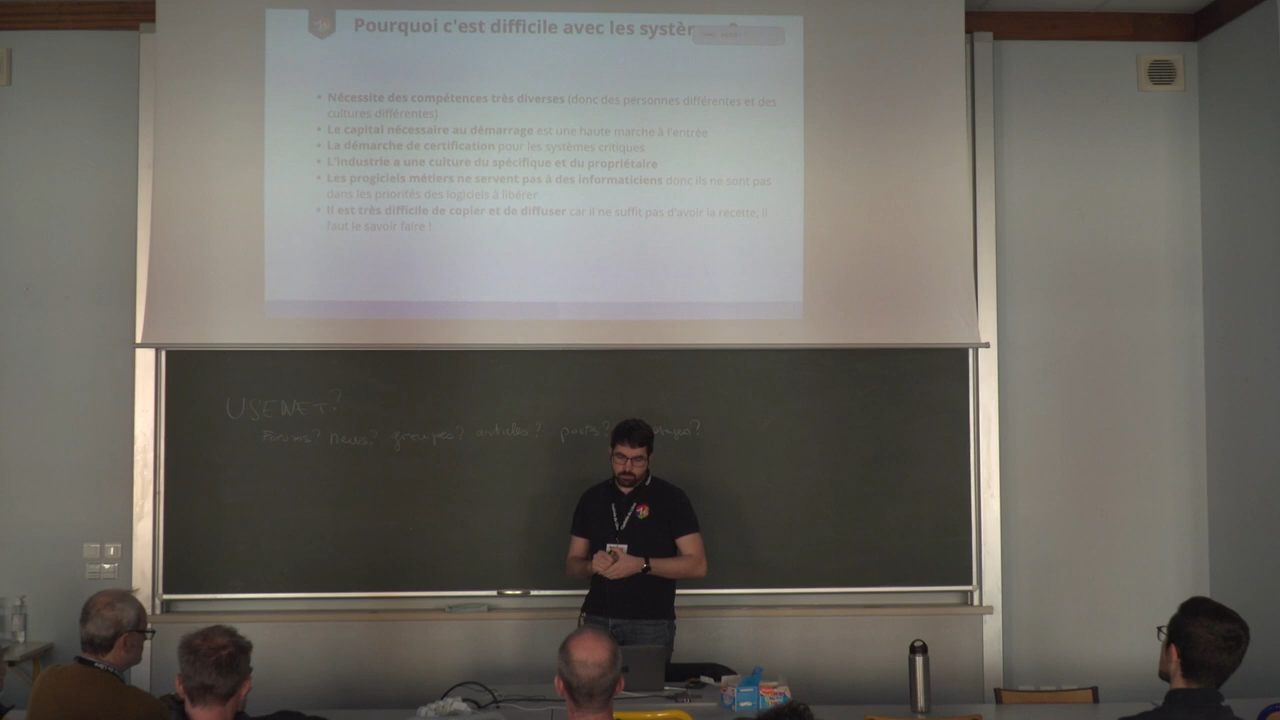 Pourquoi c'est difficile avec les
• Nécessite des compétences très diverses (donc des personnes différentes et des
cultures différentes)
• Le capital nécessaire au démarrage est une haute marche à l'entrée
• La démarche de certification pour les systèmes critiques
• L'industrie a une culture du spécifique et du propriétaire
• Les progiciels métiers ne servent pas à des informaticiens donc ils ne sont pas
dans les priorités des logiciels à libérer
• Il est très difficile de copier et de diffuser car il ne suffit pas d'avoir la recette, il
faut le savoir faire !
USENET?
Forums? news? groupes? articles? posts?